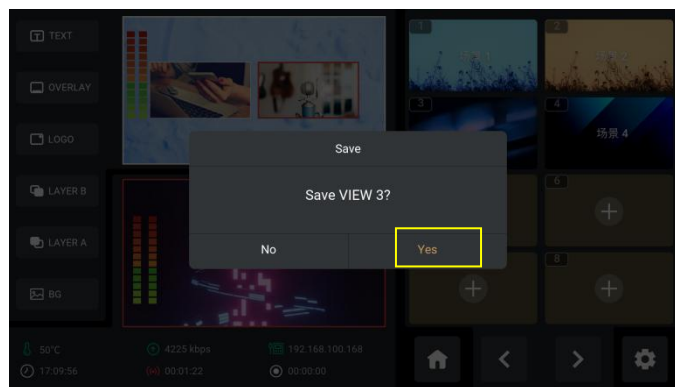 TEXT
OVERLAY
LOGO
LAYER B
LAYER A
BG
1
2
3
4
场景 4
6
8
Save
Save VIEW 3?
No
Yes
50°C
4225 kbps
192.168.100.168
17:09:56
00:01:22
00:00:00